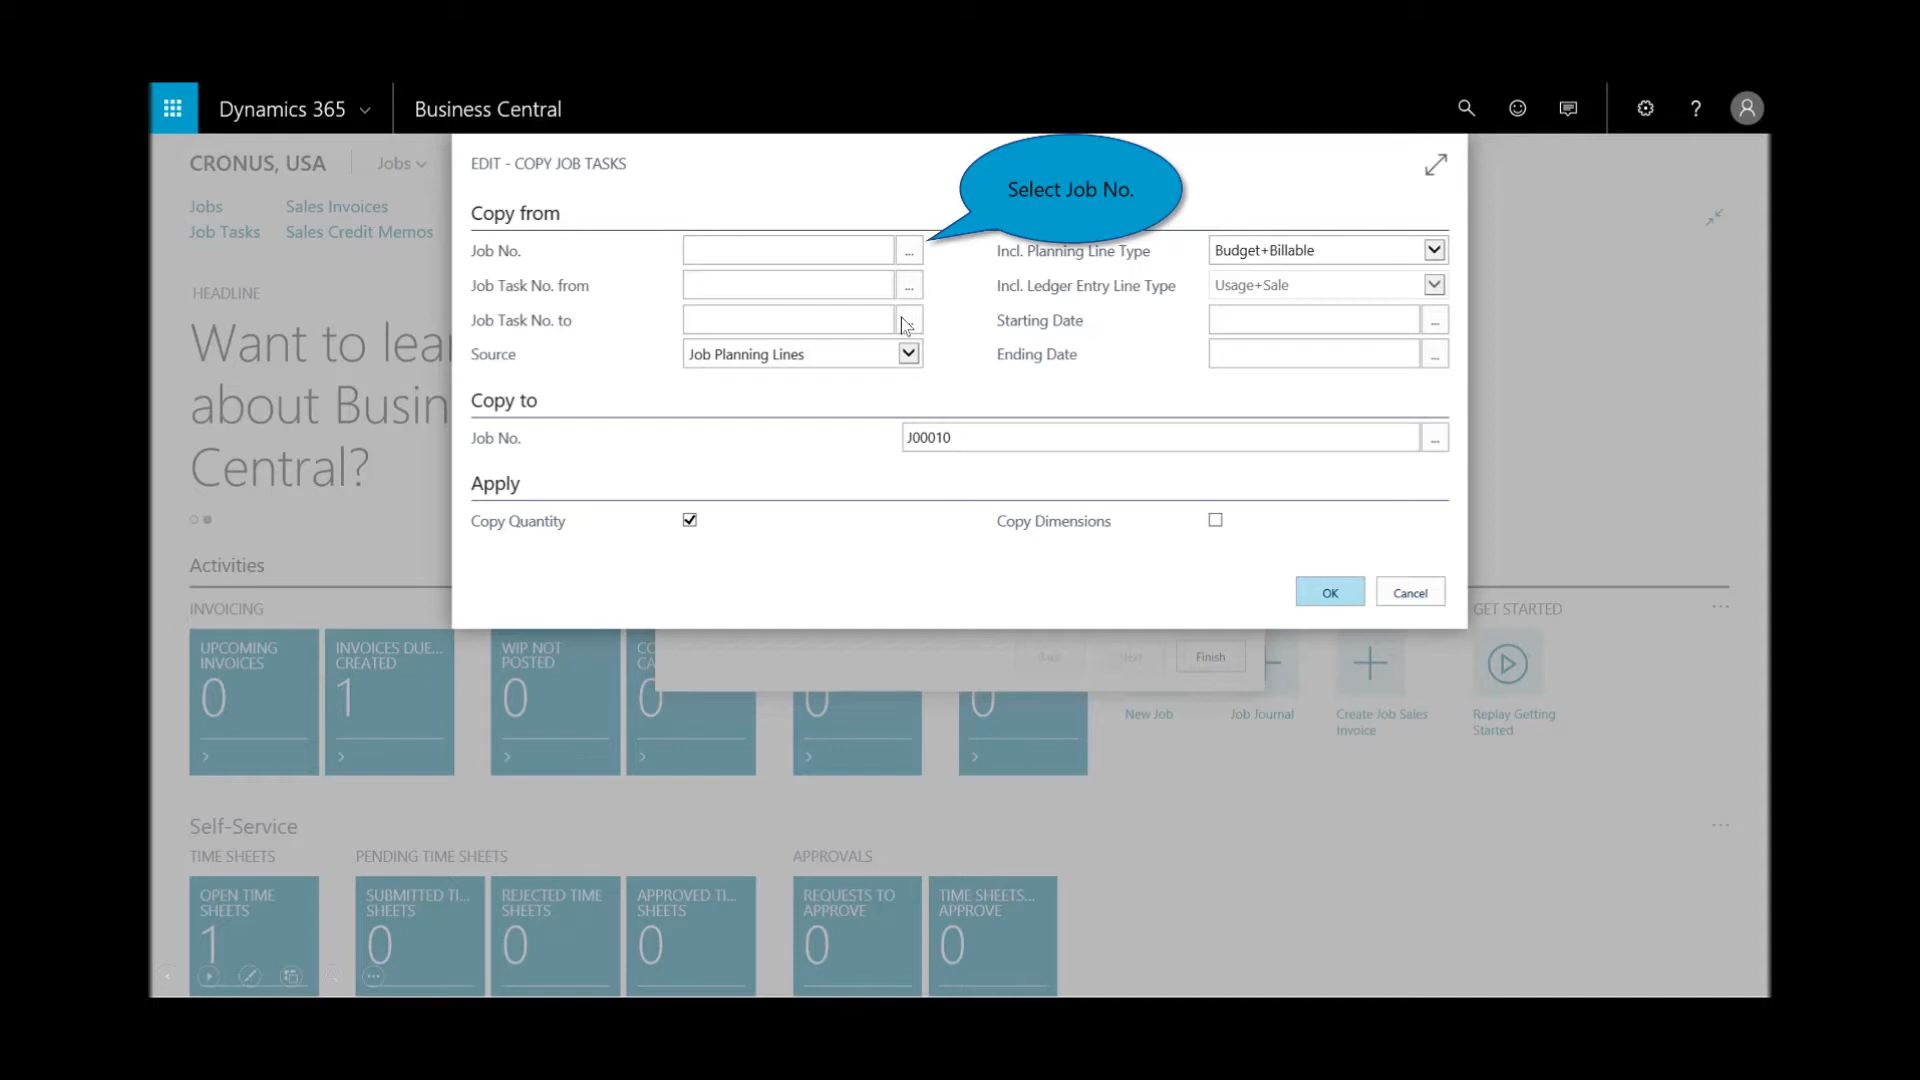 Dynamics 365
Business Central
?
CRONUS, USA
Jobs
Jobs
Sales Invoices
Job Tasks
Sales Credit Memos
HEADLINE
Want to lear
about Busin
Central?
EDIT - COPY JOB TASKS
Select Job No.
Copy from
Job No.
...
Incl. Planning Line Type
Budget+Billable
Job Task No. from
...
Incl. Ledger Entry Line Type
Usage+Sale
Job Task No. to
Starting Date
...
Source
Job Planning Lines
Ending Date
...
Copy to
Job No.
J00010
...
Apply
Copy Quantity
Copy Dimensions
OK
Cancel
Back
Next
Finish
Activities
INVOICING
GET STARTED
...
UPCOMING
INVOICES
0
INVOICES DUE...
CREATED
1
WIP NOT
POSTED
0
CO
CA
0
0
0
New Job
Job Journal
Create Job Sales
Invoice
Replay Getting
Started
Self-Service
...
TIME SHEETS
PENDING TIME SHEETS
APPROVALS
OPEN TIME
SHEETS
1
SUBMITTED TI...
SHEETS
0
REJECTED TIME
SHEETS
0
APPROVED TI...
SHEETS
0
REQUESTS TO
APPROVE
0
TIME SHEETS...
APPROVE
0